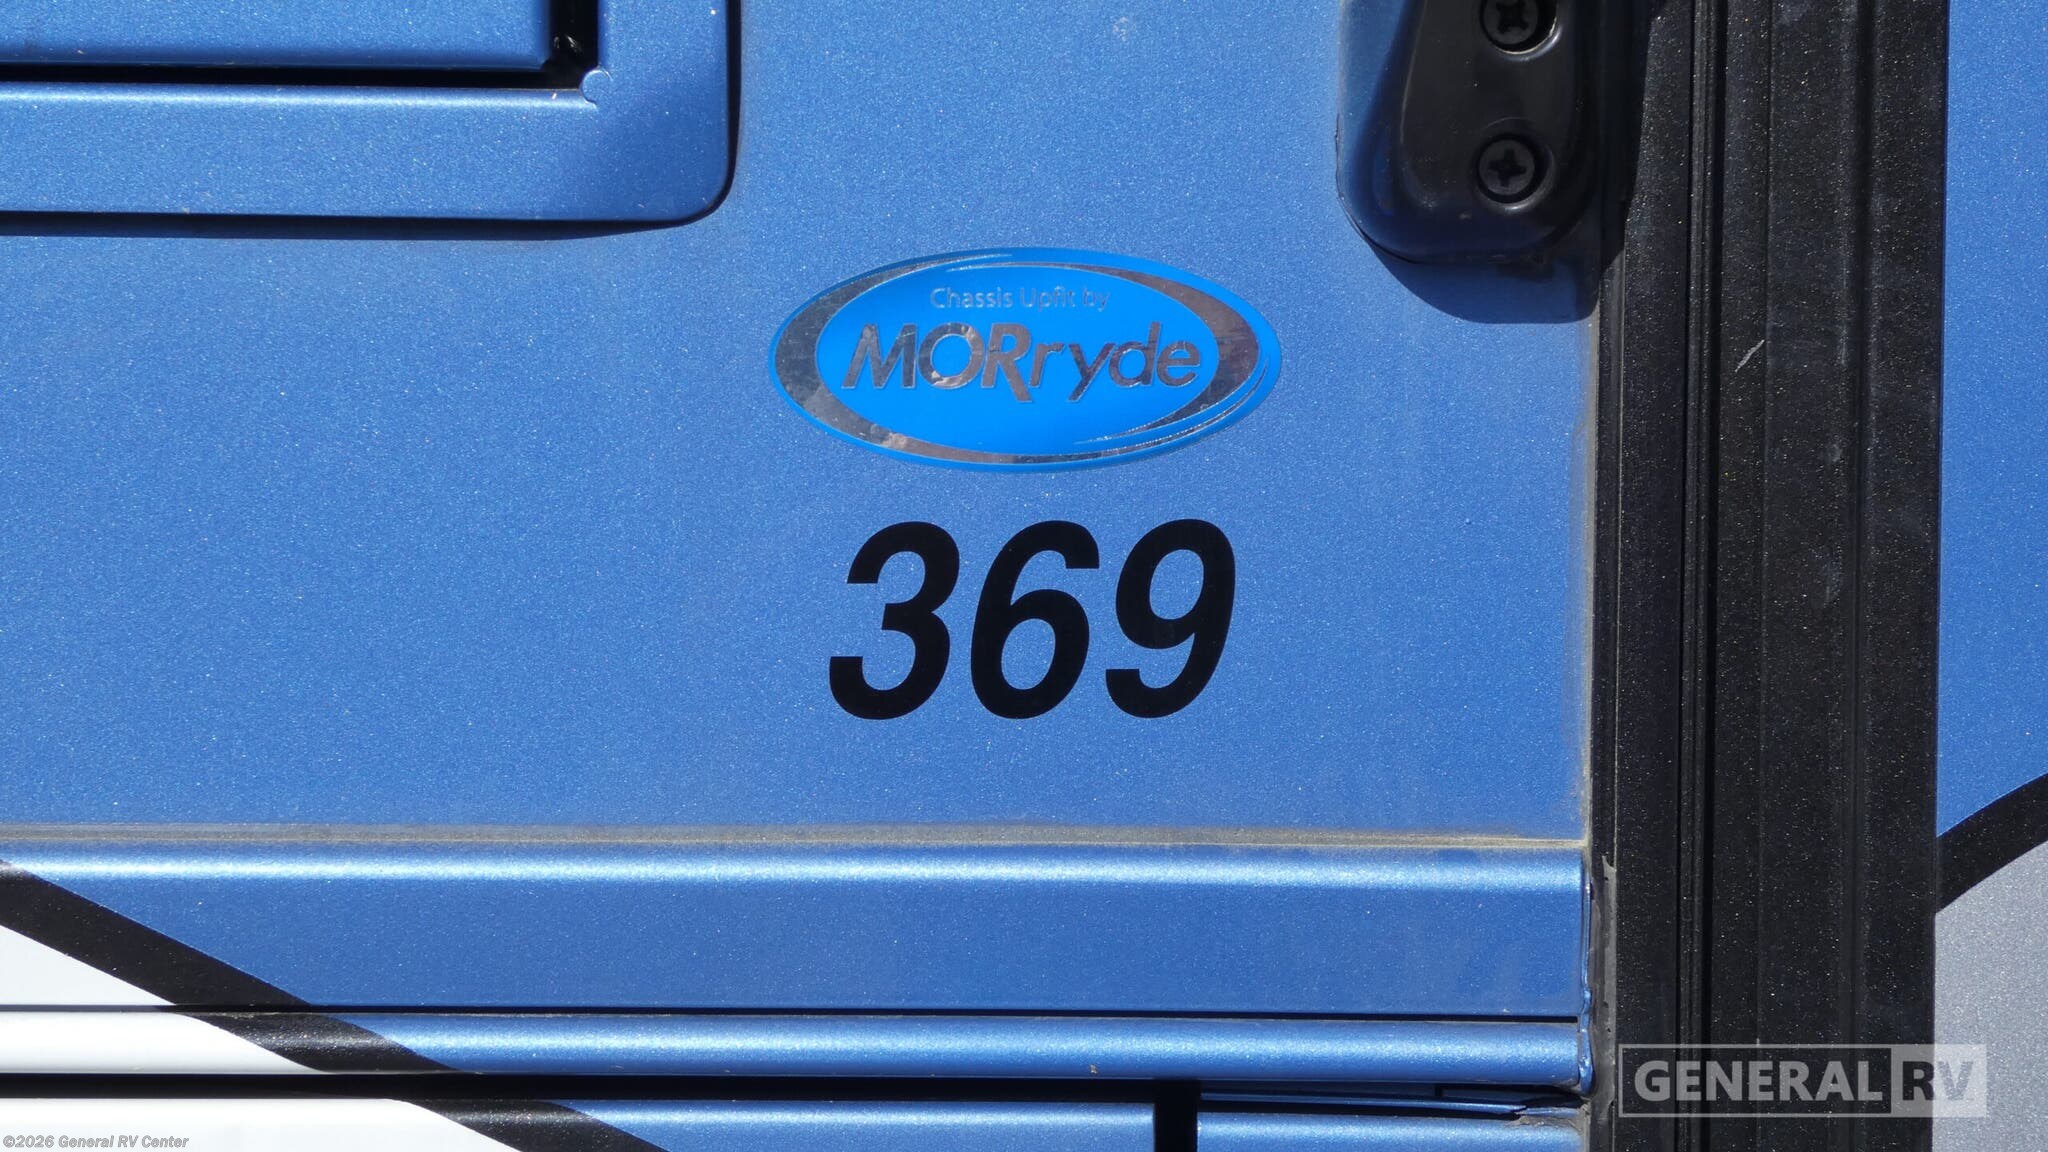 Chassis Upfit by
MORryde
369
GENERAL RV
©2026 General RV Center